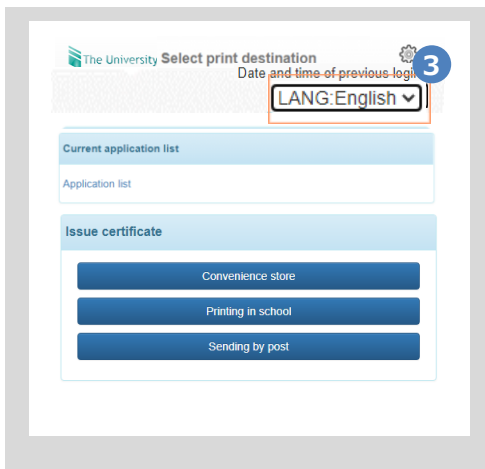 The University Select print destination
Date and time of previous login
3
LANG:English
Current application list
Application list
Issue certificate
Convenience store
Printing in school
Sending by post